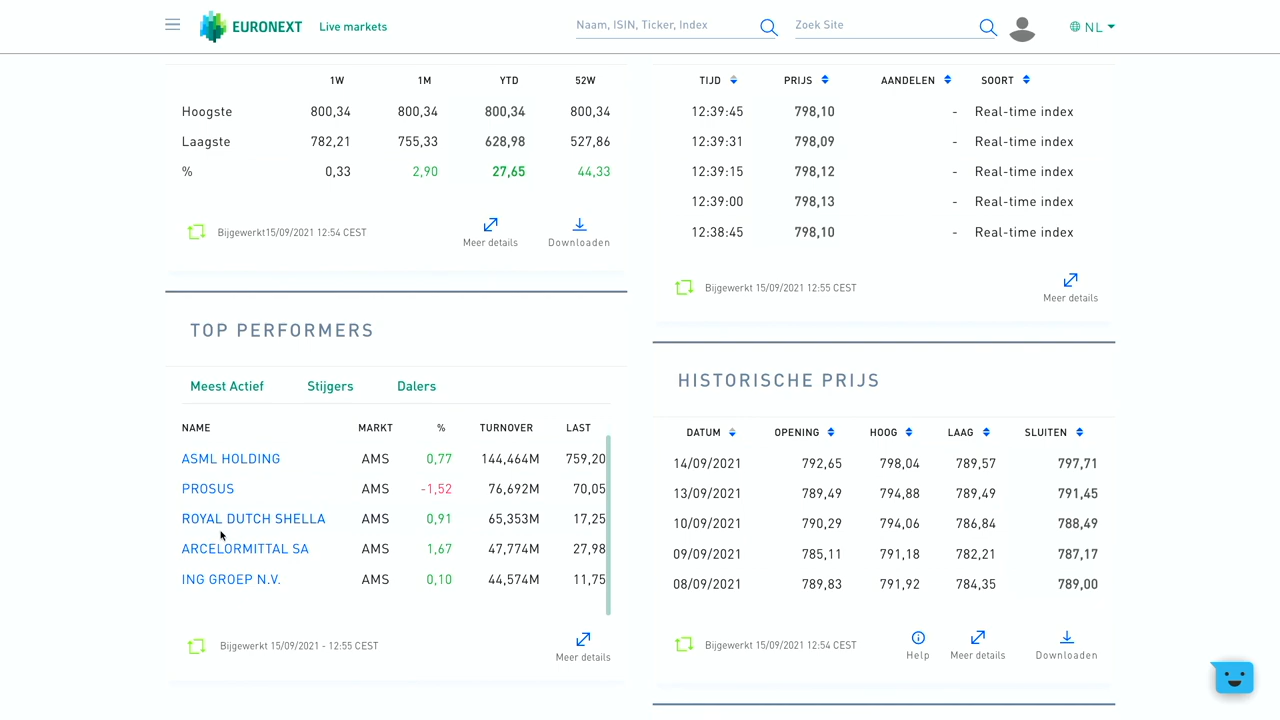 EURONEXT Live markets Naam, ISIN, Ticker, Index Zoek Site NL
1W 1M YTD 52W
Hoogste 800,34 800,34 800,34 800,34
Laagste 782,21 755,33 628,98 527,86
% 0,33 2,90 27,65 44,33
Bijgewerkt15/09/2021 12:54 CEST Meer details Downloaden
TOP PERFORMERS
Meest Actief Stijgers Dalers
NAME MARKT % TURNOVER LAST
ASML HOLDING AMS 0,77 144,464M 759,20
PROSUS AMS -1,52 76,692M 70,05
ROYAL DUTCH SHELLA AMS 0,91 65,353M 17,25
ARCELORMITTAL SA AMS 1,67 47,774M 27,98
ING GROEP N.V. AMS 0,10 44,574M 11,75
Bijgewerkt 15/09/2021 - 12:55 CEST Meer details
TIJD PRIJS AANDELEN SOORT
12:39:45 798,10 - Real-time index
12:39:31 798,09 - Real-time index
12:39:15 798,12 - Real-time index
12:39:00 798,13 - Real-time index
12:38:45 798,10 - Real-time index
Bijgewerkt 15/09/2021 12:55 CEST Meer details
HISTORISCHE PRIJS
DATUM OPENING HOOG LAAG SLUITEN
14/09/2021 792,65 798,04 789,57 797,71
13/09/2021 789,49 794,88 789,49 791,45
10/09/2021 790,29 794,06 786,84 788,49
09/09/2021 785,11 791,18 782,21 787,17
08/09/2021 789,83 791,92 784,35 789,00
Bijgewerkt 15/09/2021 12:54 CEST Help Meer details Downloaden